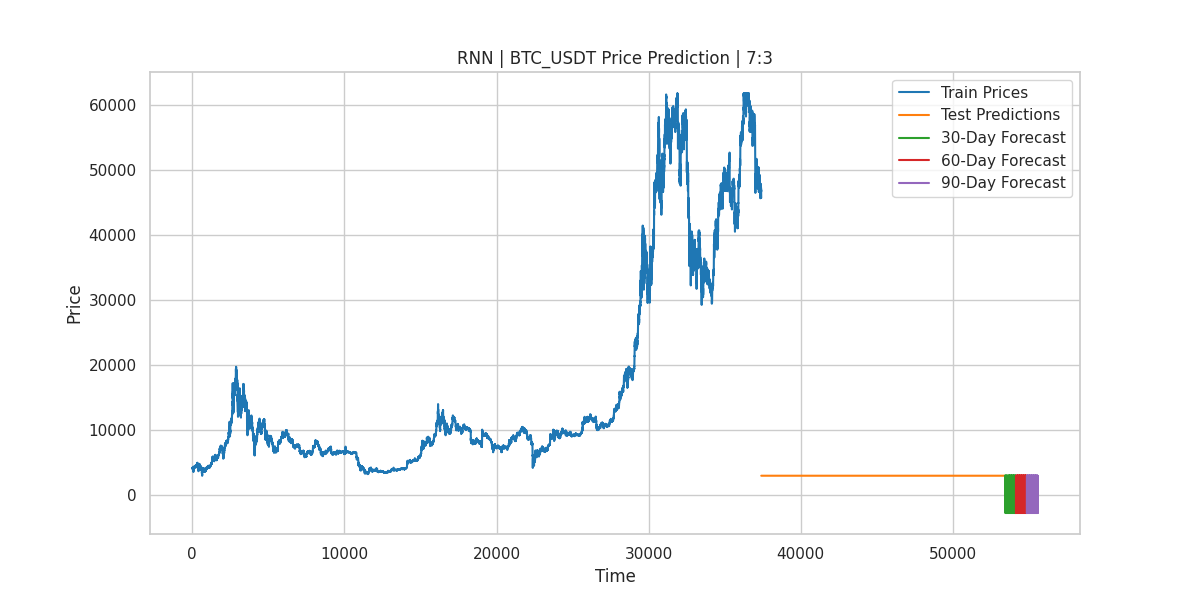 RNN | BTC_USDT Price Prediction | 7:3
Train Prices
Test Predictions
30-Day Forecast
60-Day Forecast
90-Day Forecast
60000
50000
40000
30000
20000
10000
0
Price
0 10000 20000 30000 40000 50000
Time